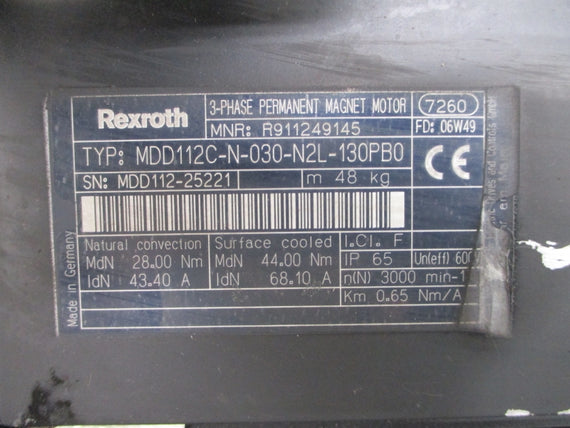 Rexroth
3-PHASE PERMANENT MAGNET MOTOR
7260
MNR: R911249145
FD: 06W49
TYP: MDD112C-N-030-N2L-130PB0
CE
SN: MDD112-25221
m 48 kg
Natural convection
MdN 28.00 Nm
IdN 43.40 A
Surface cooled
MdN 44.00 Nm
IdN 68.10 A
I.Cl. F
IP 65
Un(eff) 600
n(N) 3000 min-1
Km 0.65 Nm/A
Made in Germany